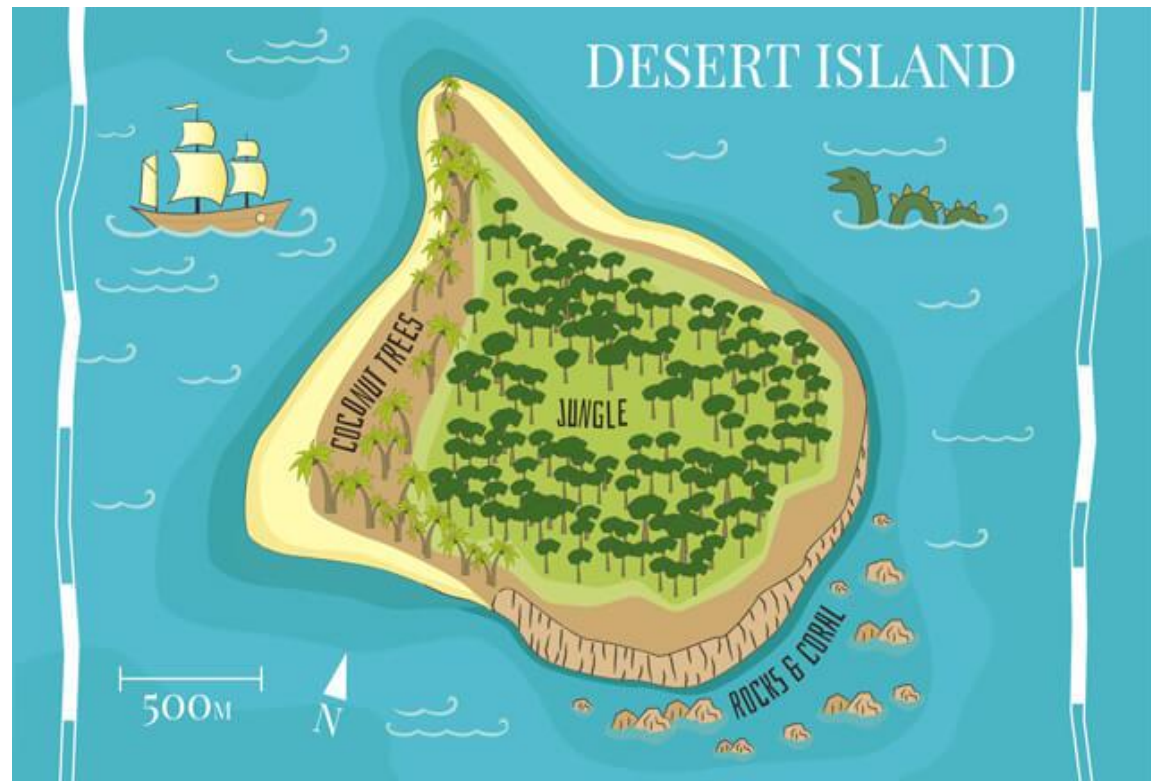 DESERT ISLAND
COCONUT TREES
JUNGLE
ROCKS & CORAL
500M
N